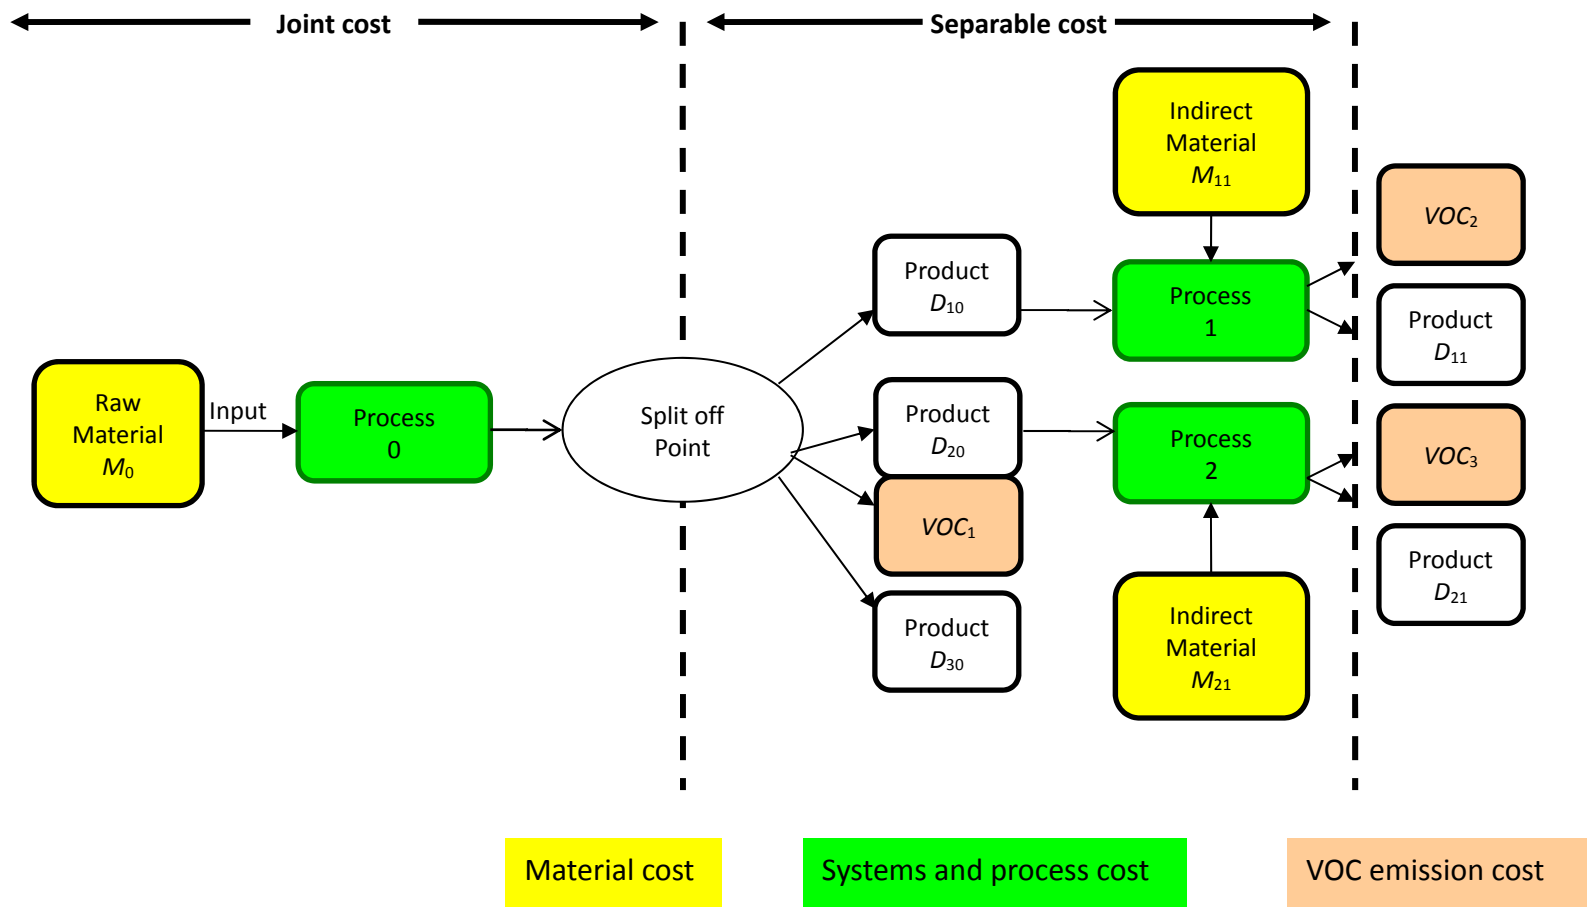 Joint cost
Separable cost
Indirect
Material
M11
VOC2
Product
D10
Process
1
Product
D11
Raw
Material
M0
Input
Process
0
Split off
Point
Product
D20
Process
2
VOC3
VOC1
Product
D21
Product
D30
Indirect
Material
M21
Material cost
Systems and process cost
VOC emission cost